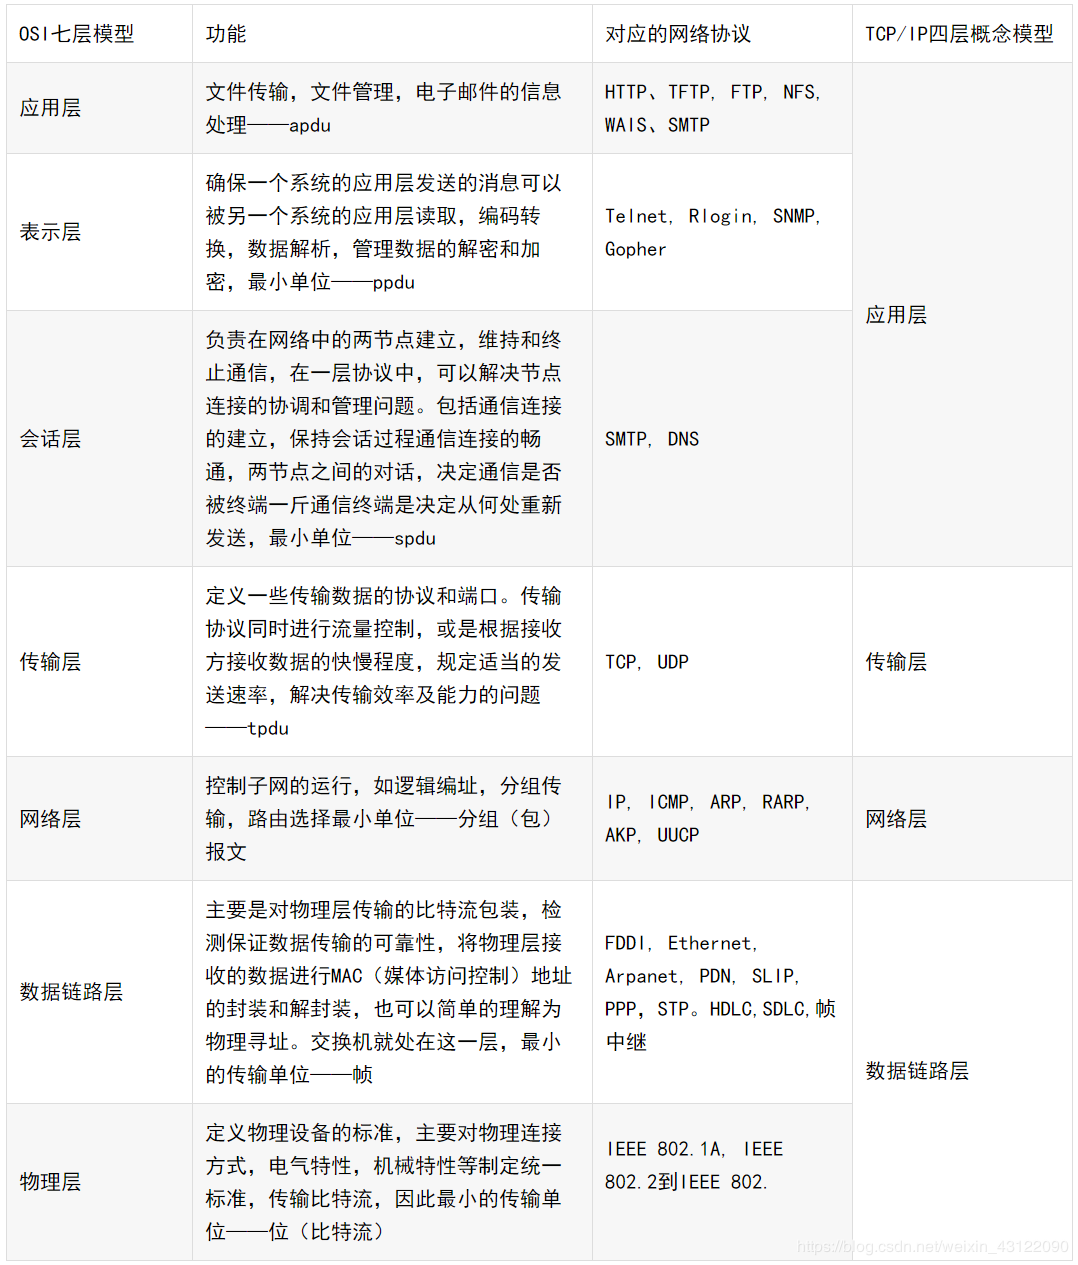 OSI七层模型
功能
对应的网络协议
TCP/IP四层概念模型
应用层
文件传输，文件管理，电子邮件的信息
处理——apdu
HTTP、TFTP, FTP, NFS,
WAIS、SMTP
应用层
表示层
确保一个系统的应用层发送的消息可以
被另一个系统的应用层读取，编码转
换，数据解析，管理数据的解密和加
密，最小单位——ppdu
Telnet, Rlogin, SNMP,
Gopher
会话层
负责在网络中的两节点建立，维持和终
止通信，在一层协议中，可以解决节点
连接的协调和管理问题。包括通信连接
的建立，保持会话过程通信连接的畅
通，两节点之间的对话，决定通信是否
被终端一斤通信终端是决定从何处重新
发送，最小单位——spdu
SMTP, DNS
传输层
定义一些传输数据的协议和端口。传输
协议同时进行流量控制，或是根据接收
方接收数据的快慢程度，规定适当的发
送速率，解决传输效率及能力的问题
——tpdu
TCP, UDP
传输层
网络层
控制子网的运行，如逻辑编址，分组传
输，路由选择最小单位——分组（包）
报文
IP, ICMP, ARP, RARP,
AKP, UUCP
网络层
数据链路层
主要是对物理层传输的比特流包装，检
测保证数据传输的可靠性，将物理层接
收的数据进行MAC（媒体访问控制）地址
的封装和解封装，也可以简单的理解为
物理寻址。交换机就处在这一层，最小
的传输单位——帧
FDDI, Ethernet,
Arpanet, PDN, SLIP,
PPP，STP。HDLC,SDLC,帧
中继
数据链路层
物理层
定义物理设备的标准，主要对物理连接
方式，电气特性，机械特性等制定统一
标准，传输比特流，因此最小的传输单
位——位（比特流）
IEEE 802.1A, IEEE
802.2到IEEE 802.
https://blog.csdn.net/weixin_43122090